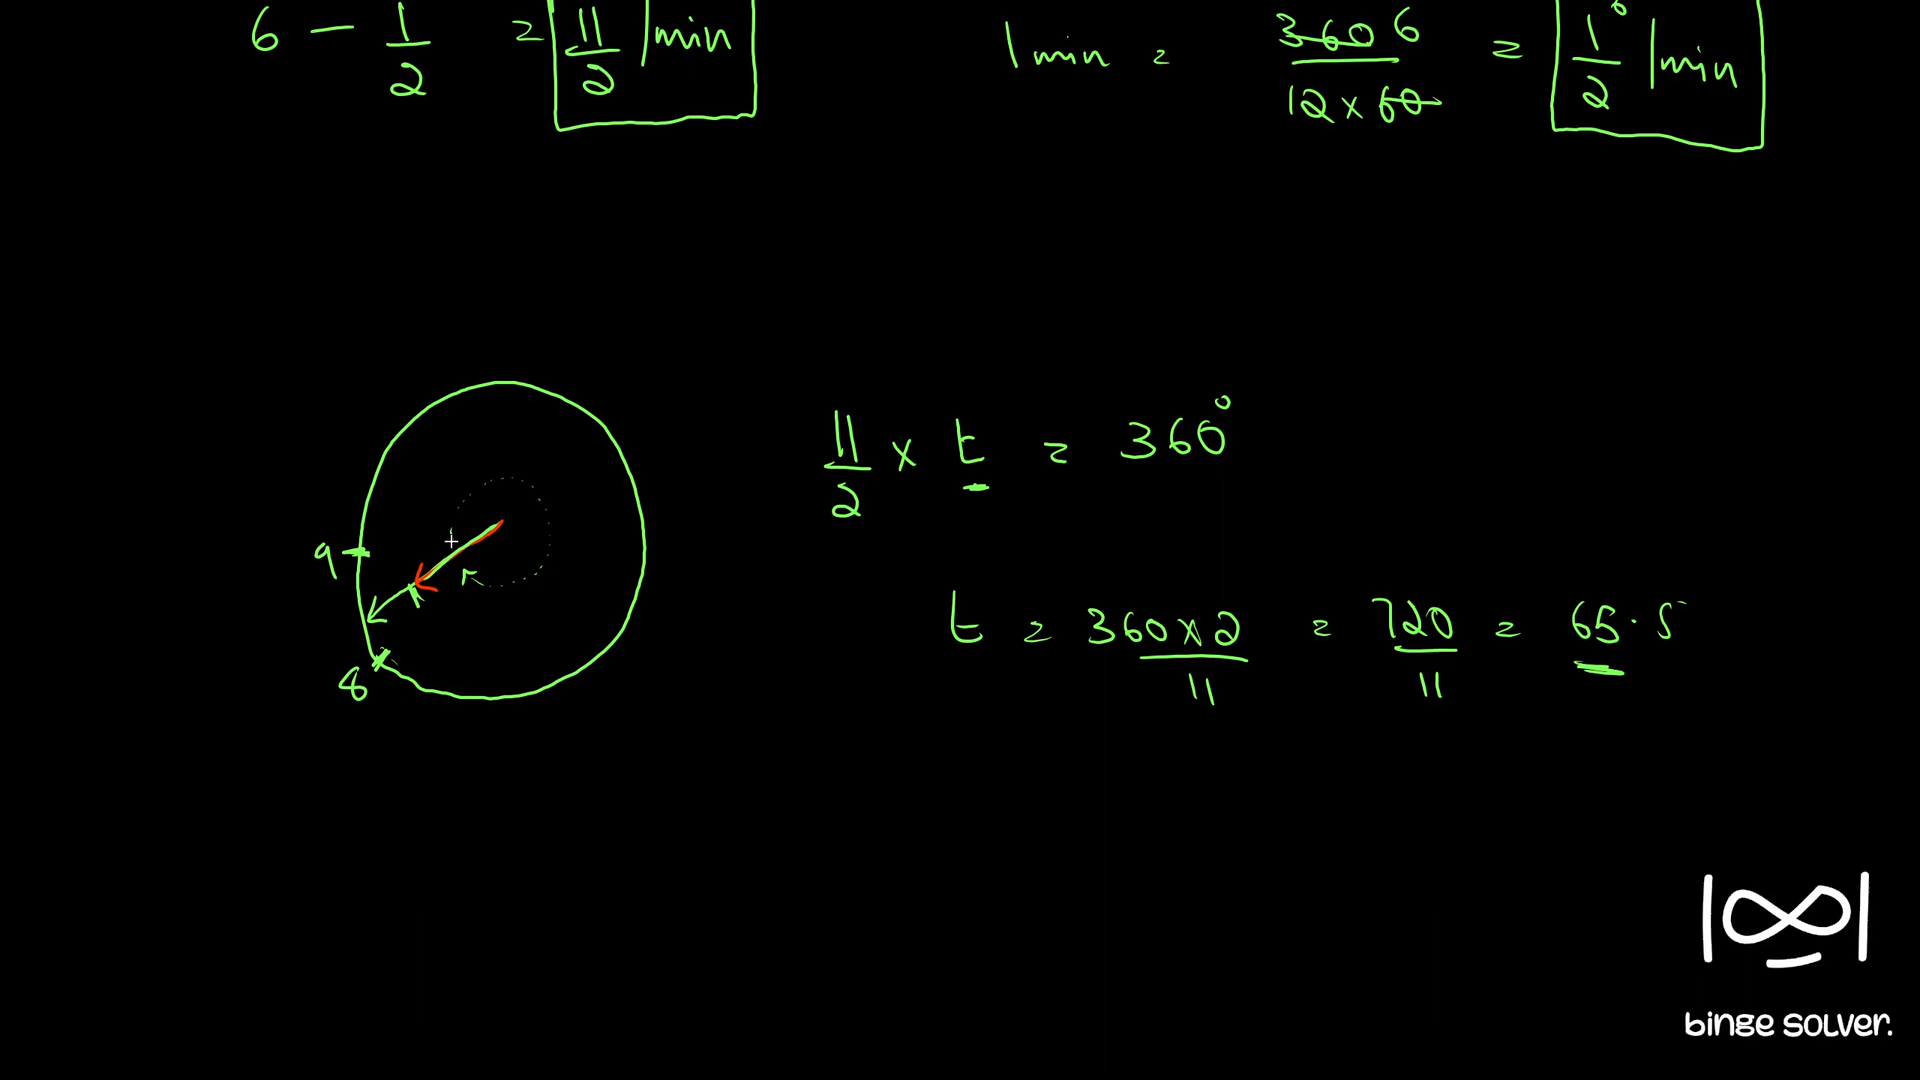 6 − 1/2 = 11/2 /min
1 min = 360 6 / 12 × 60 = 1°/2 /min
11/2 × t = 360°
9
t = 360×2/11 = 720/11 = 65.5
8
binge solver.